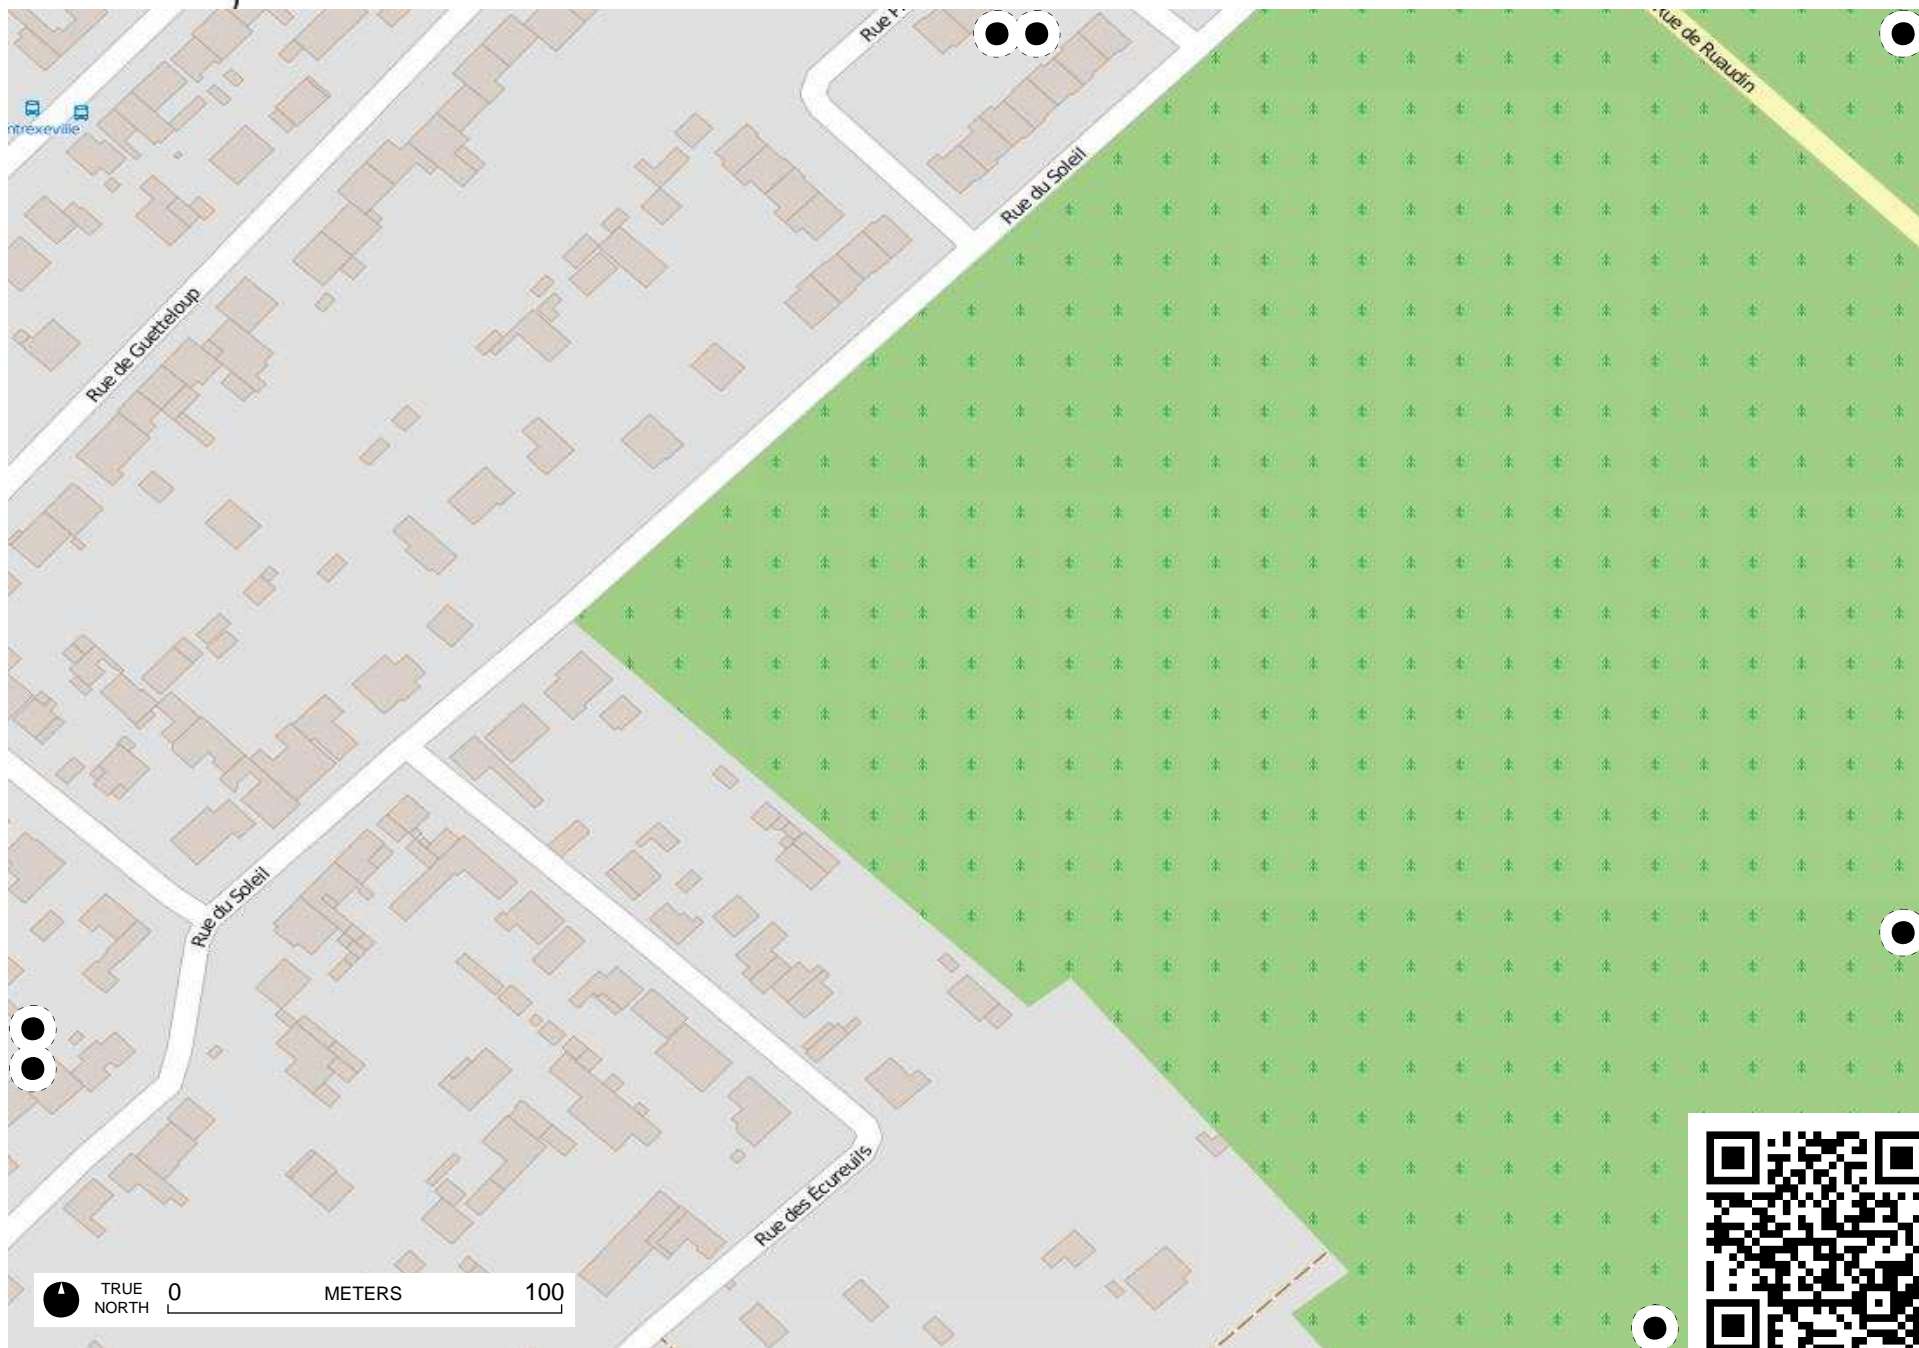 Rue de Ruaudin
ntrexeville
Rue du Soleil
Rue de Guetteloup
Rue du Soleil
Rue des Écureuils
TRUE NORTH
0 METERS 100